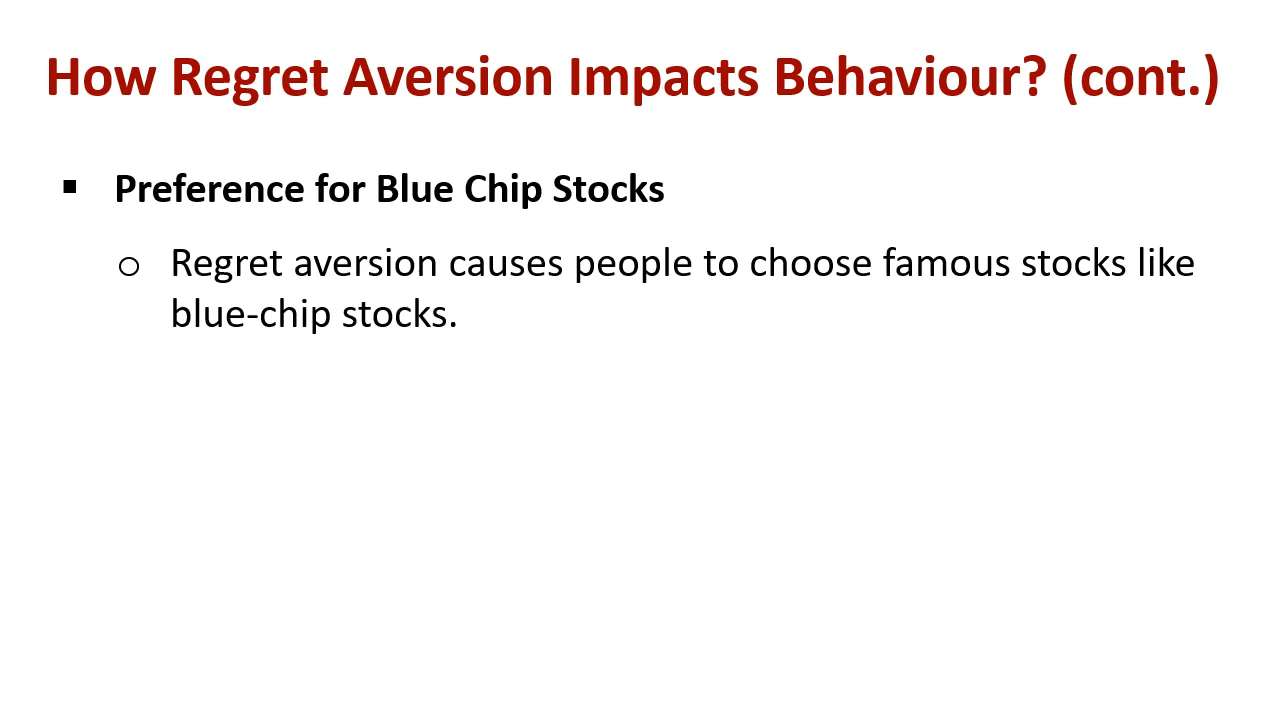 How Regret Aversion Impacts Behaviour? (cont.)
▪ Preference for Blue Chip Stocks
o Regret aversion causes people to choose famous stocks like
blue-chip stocks.